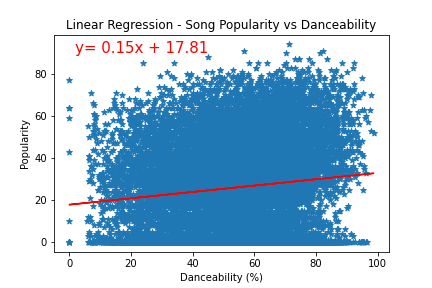 Linear Regression - Song Popularity vs Danceability
y= 0.15x + 17.81
80
60
40
20
0
Popularity
0 20 40 60 80 100
Danceability (%)